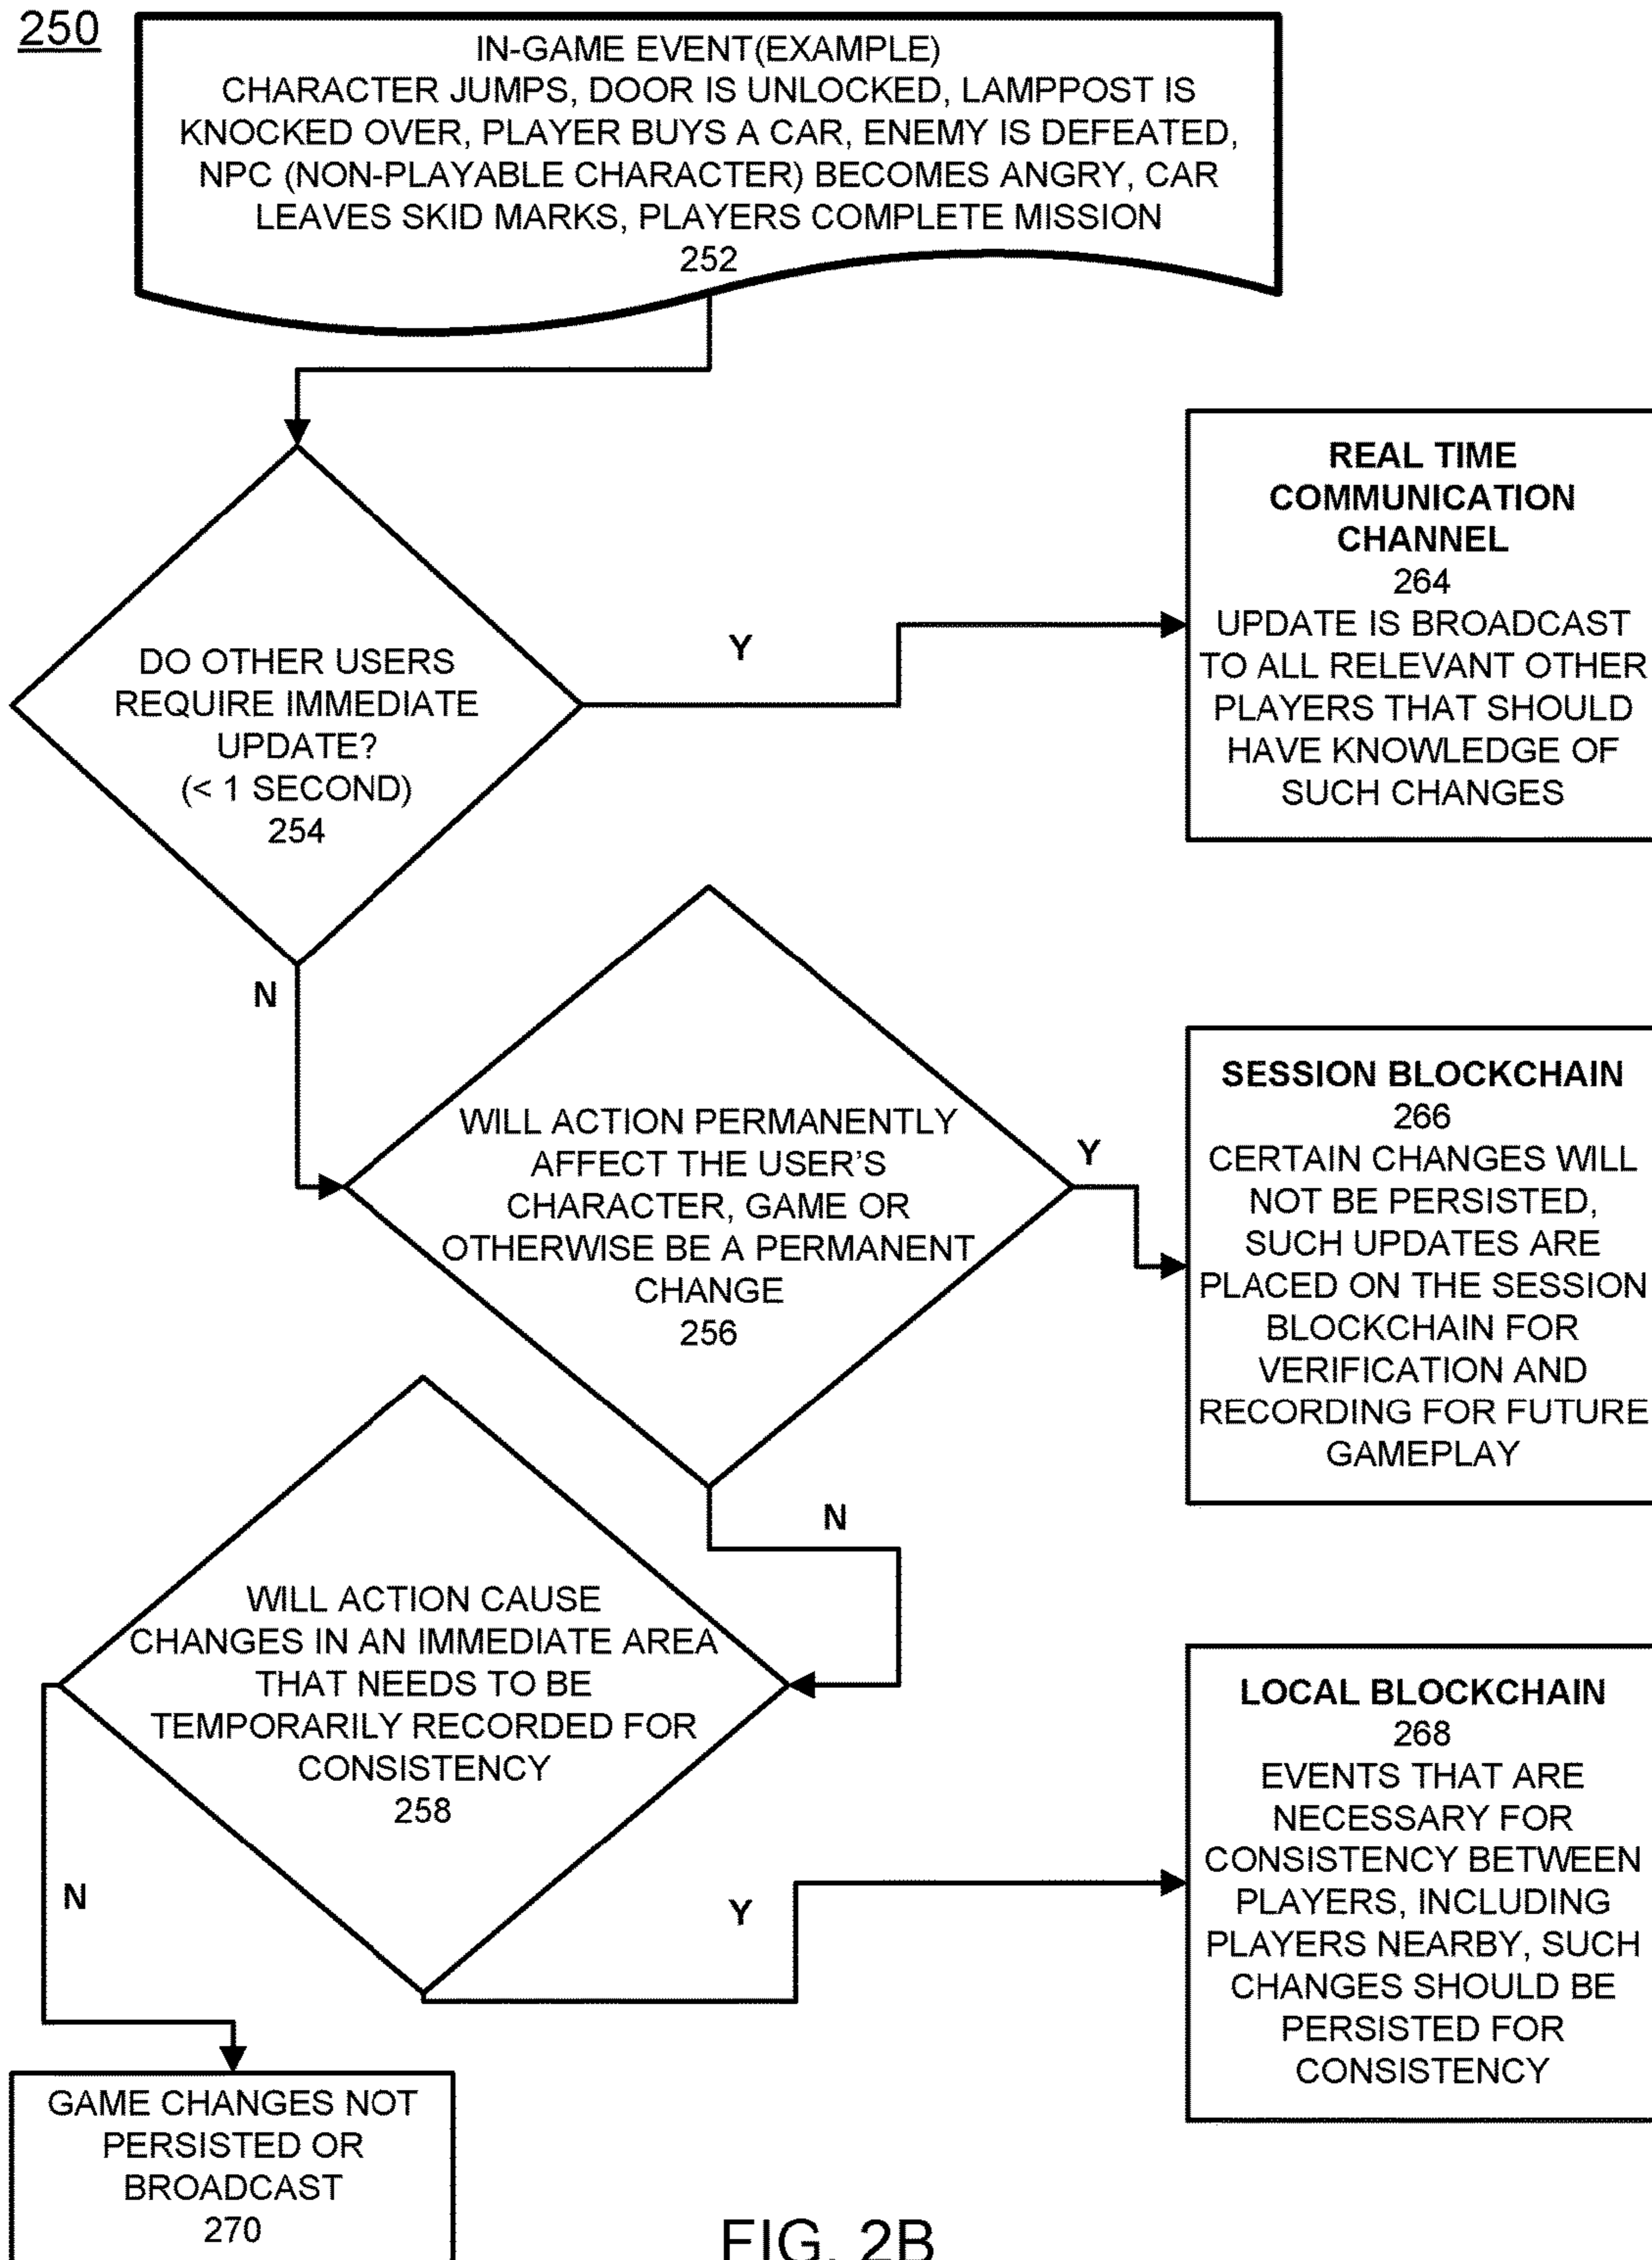 250
IN-GAME EVENT(EXAMPLE)
CHARACTER JUMPS, DOOR IS UNLOCKED, LAMPPOST IS
KNOCKED OVER, PLAYER BUYS A CAR, ENEMY IS DEFEATED,
NPC (NON-PLAYABLE CHARACTER) BECOMES ANGRY, CAR
LEAVES SKID MARKS, PLAYERS COMPLETE MISSION
252
DO OTHER USERS
REQUIRE IMMEDIATE
UPDATE?
(< 1 SECOND)
254
Y
REAL TIME
COMMUNICATION
CHANNEL
264
UPDATE IS BROADCAST
TO ALL RELEVANT OTHER
PLAYERS THAT SHOULD
HAVE KNOWLEDGE OF
SUCH CHANGES
N
WILL ACTION PERMANENTLY
AFFECT THE USER'S
CHARACTER, GAME OR
OTHERWISE BE A PERMANENT
CHANGE
256
Y
SESSION BLOCKCHAIN
266
CERTAIN CHANGES WILL
NOT BE PERSISTED,
SUCH UPDATES ARE
PLACED ON THE SESSION
BLOCKCHAIN FOR
VERIFICATION AND
RECORDING FOR FUTURE
GAMEPLAY
N
WILL ACTION CAUSE
CHANGES IN AN IMMEDIATE AREA
THAT NEEDS TO BE
TEMPORARILY RECORDED FOR
CONSISTENCY
258
Y
LOCAL BLOCKCHAIN
268
EVENTS THAT ARE
NECESSARY FOR
CONSISTENCY BETWEEN
PLAYERS, INCLUDING
PLAYERS NEARBY, SUCH
CHANGES SHOULD BE
PERSISTED FOR
CONSISTENCY
N
GAME CHANGES NOT
PERSISTED OR
BROADCAST
270
FIG. 2B